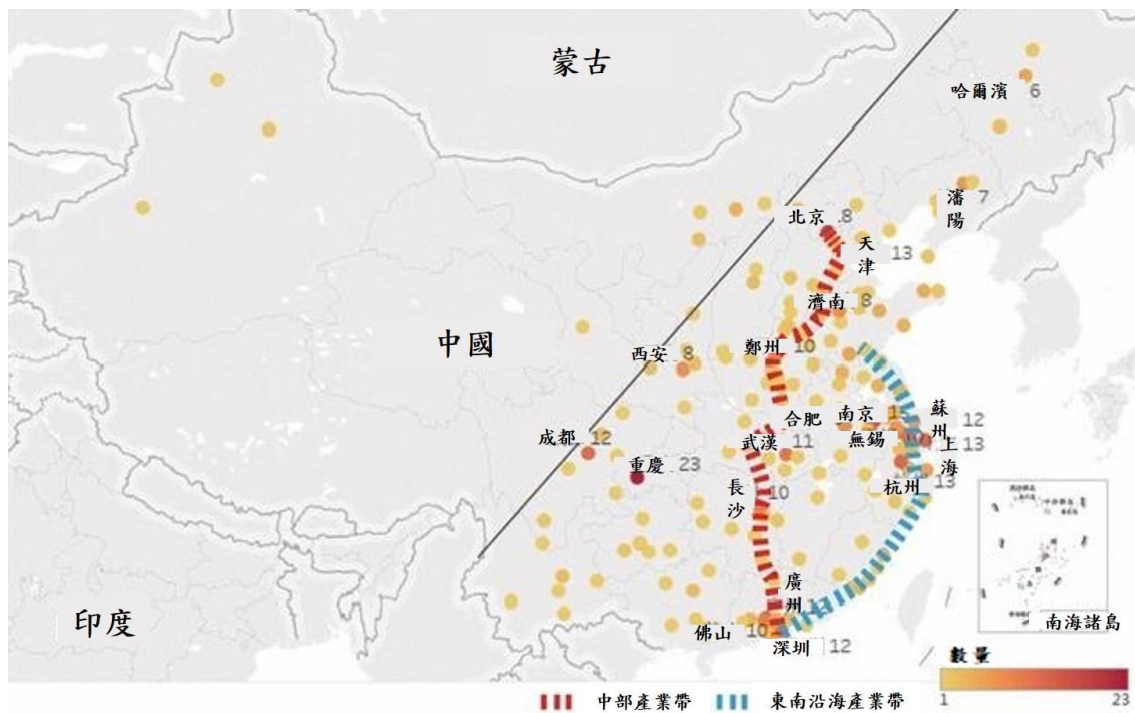 蒙古
哈爾濱 6
瀋陽 7
北京 8
天津 13
濟南 8
中國
西安 8
鄭州 10
合肥
南京
蘇州 12
成都 12
武漢 11
無錫
上海 13
重慶 23
長沙 10
杭州 13
廣州
印度
佛山 10
深圳 12
南海諸島
數量
1
23
中部產業帶
東南沿海產業帶